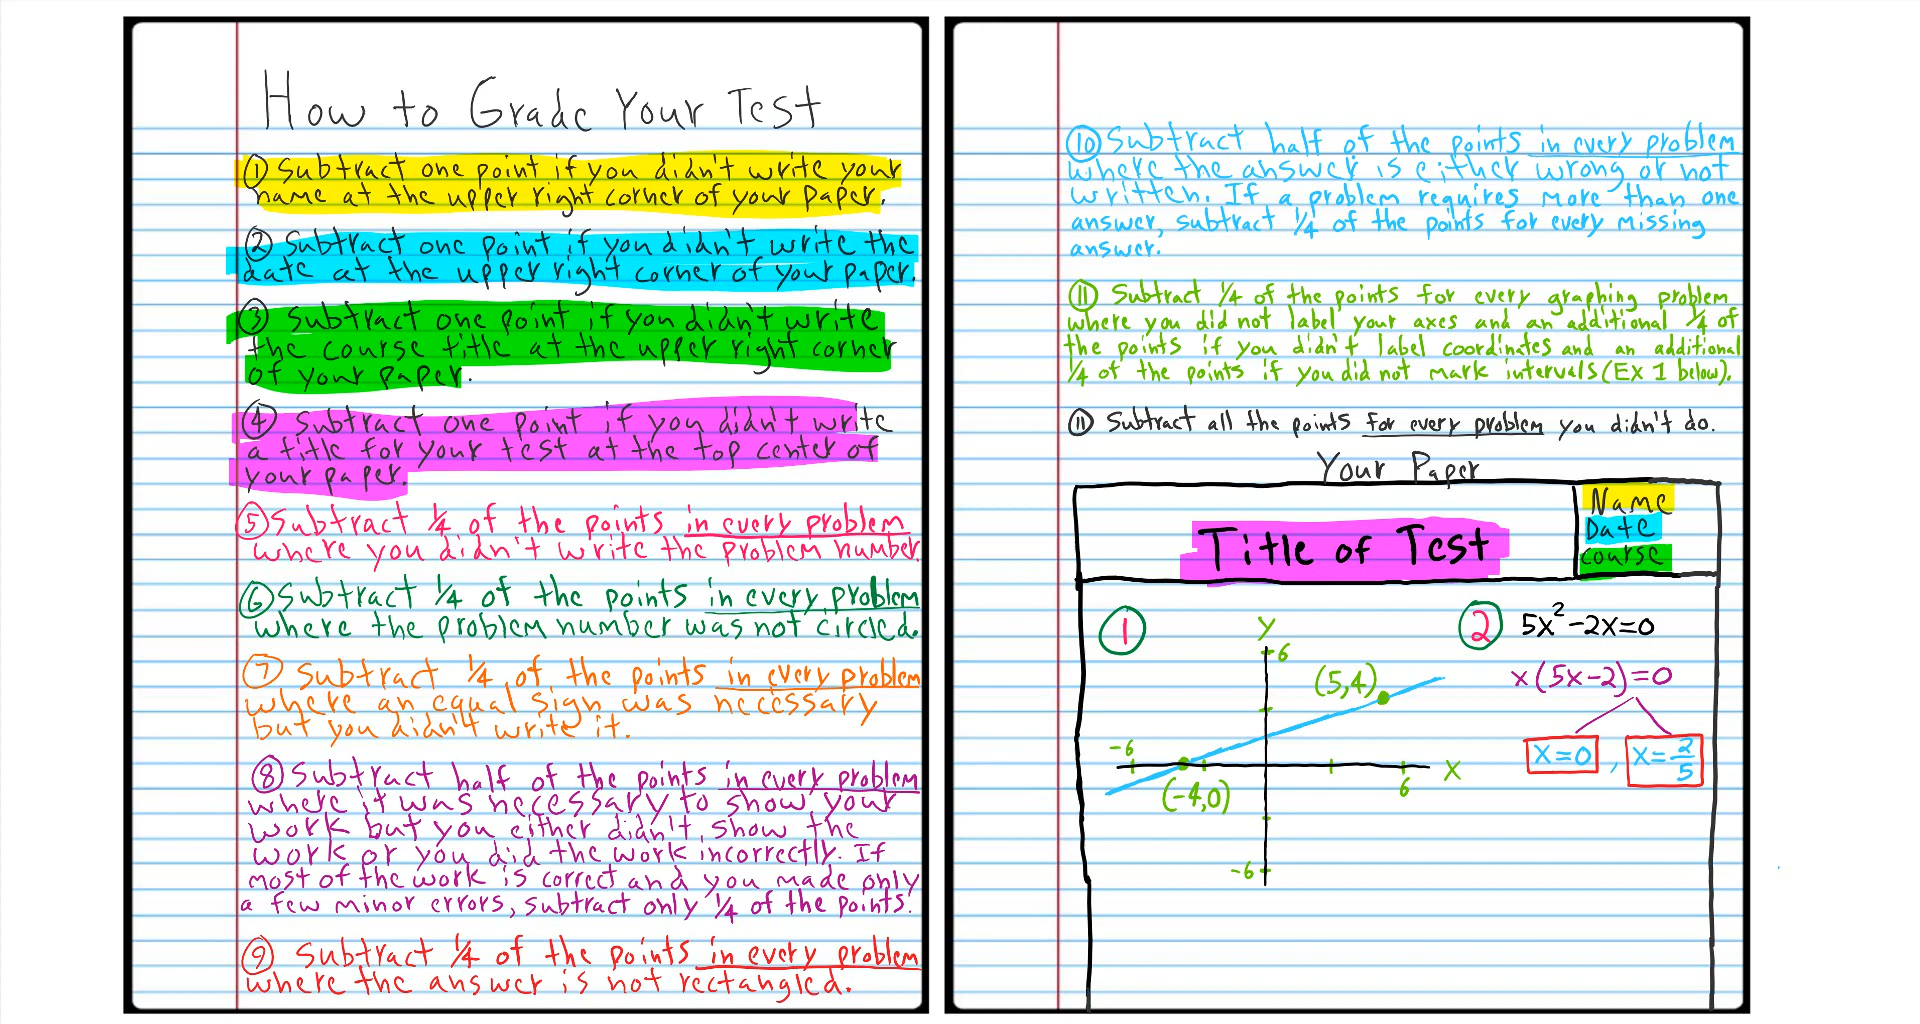 How to Grade Your Test
① Subtract one point if you didn't write your
name at the upper right corner of your paper.
② Subtract one point if you didn't write the
date at the upper right corner of your paper.
③ Subtract one point if you didn't write
the course title at the upper right corner
of your paper.
④ Subtract one point if you didn't write
a title for your test at the top center of
your paper.
⑤ Subtract 1/4 of the points in every problem
where you didn't write the problem number
⑥ Subtract 1/4 of the points in every problem
where the problem number was not circled.
⑦ Subtract 1/4 of the points in every problem
where an equal sign was necessary
but you didn't write it.
⑧ Subtract half of the points in every problem
where it was necessary to show your
work but you either didn't show the
work or you did the work incorrectly. If
most of the work is correct and you made only
a few minor errors, subtract only 1/4 of the points.
⑨ Subtract 1/4 of the points in every problem
where the answer is not rectangled.
⑩ Subtract half of the points in every problem
where the answer is either wrong or not
written. If a problem requires more than one
answer, subtract 1/4 of the points for every missing
answer.
⑪ Subtract 1/4 of the points for every graphing problem
where you did not label your axes and an additional 1/4 of
the points if you didn't label coordinates and an additional
1/4 of the points if you did not mark intervals (EX 1 below).
⑪ Subtract all the points for every problem you didn't do.
Your Paper
Name
Date
course
Title of Test
①
Y
6
(5,4)
-6
X
(-4,0)
6
-6
② 5x²-2x=0
x(5x-2)=0
x=0, x=2/5